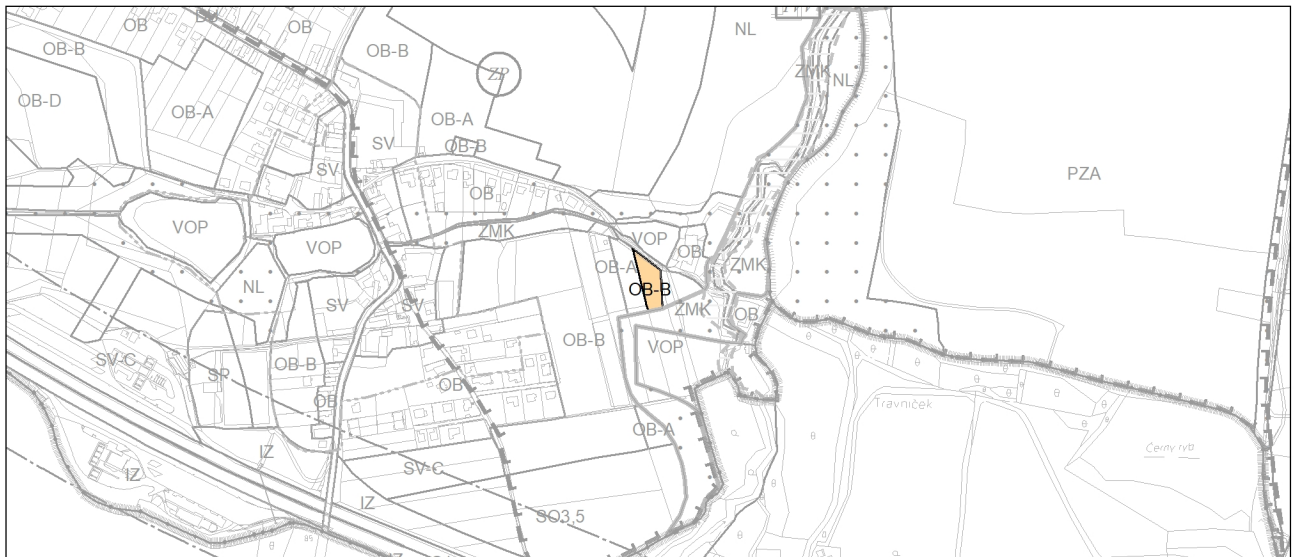 OB
OB
NL
OB-B
OB-B
ZP
ZMK
NL
OB-D
OB-A
OB-A
SV
OB-B
SV
PZA
OB
VOP
ZMK
VOP
VOP
OB
OB-A
ZMK
NL
OB-B
SV
SV
ZMK
OB
OB-B
VOP
SV-C
OB-B
SP
OB
OB
Travníček
OB-A
Černý ryb
IZ
SV-C
IZ
IZ
SO3,5
IZ